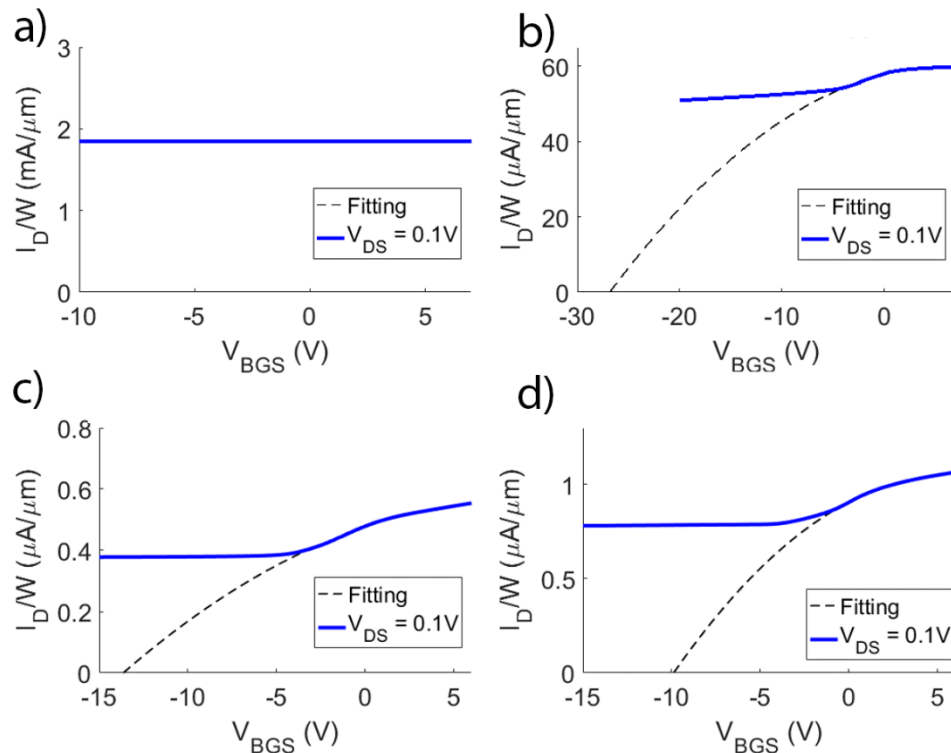 a)
3
2
1
0
I_D/W (mA/μm)
-10
-5
0
5
V_BGS (V)
Fitting
V_DS = 0.1V
b)
60
40
20
0
I_D/W (μA/μm)
-30
-20
-10
0
V_BGS (V)
Fitting
V_DS = 0.1V
c)
0.8
0.6
0.4
0.2
0
I_D/W (μA/μm)
-15
-10
-5
0
5
V_BGS (V)
Fitting
V_DS = 0.1V
d)
1
0.5
0
I_D/W (μA/μm)
-15
-10
-5
0
5
V_BGS (V)
Fitting
V_DS = 0.1V